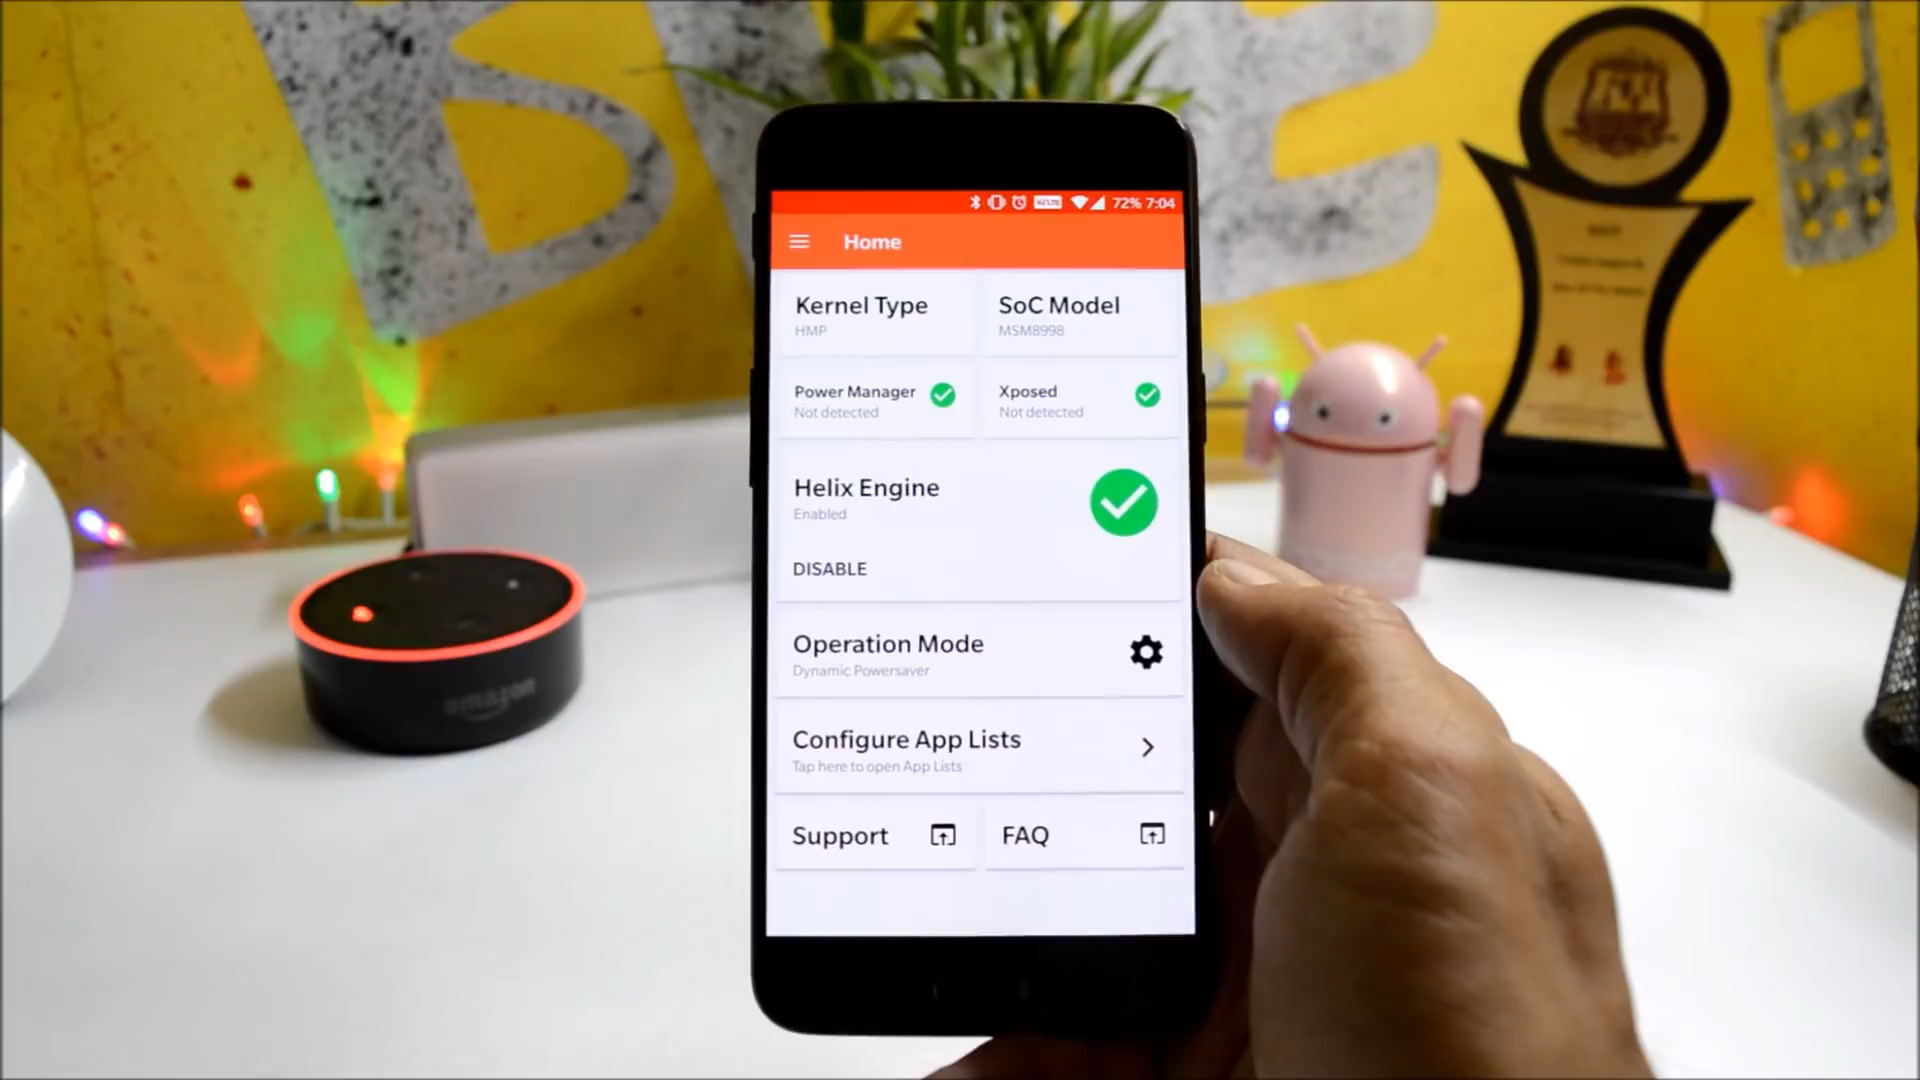 72% 7:04
Home
Kernel Type
HMP
SoC Model
MSM8998
Power Manager
Not detected
Xposed
Not detected
Helix Engine
Enabled
DISABLE
Operation Mode
Dynamic Powersaver
Configure App Lists
Tap here to open App Lists
Support
FAQ
amazon